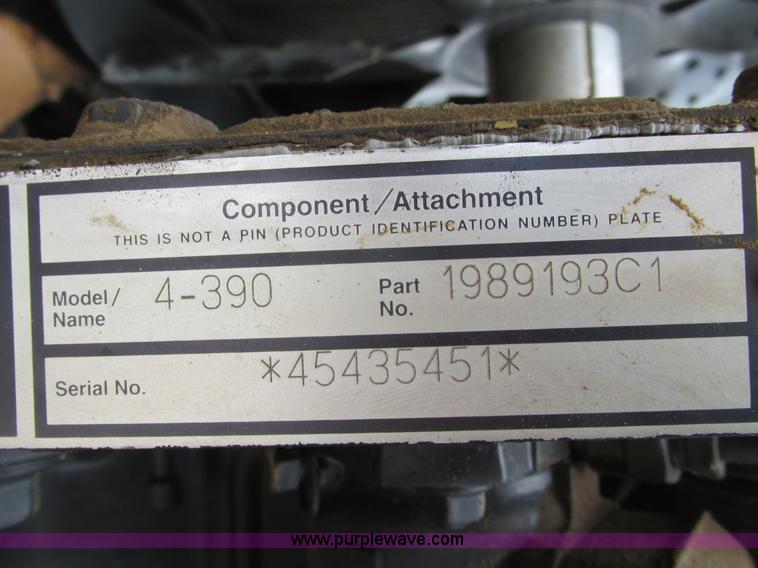 Component/Attachment
THIS IS NOT A PIN (PRODUCT IDENTIFICATION NUMBER) PLATE
Model/ Name 4-390 Part No. 1989193C1
Serial No. *45435451*
www.purplewave.com